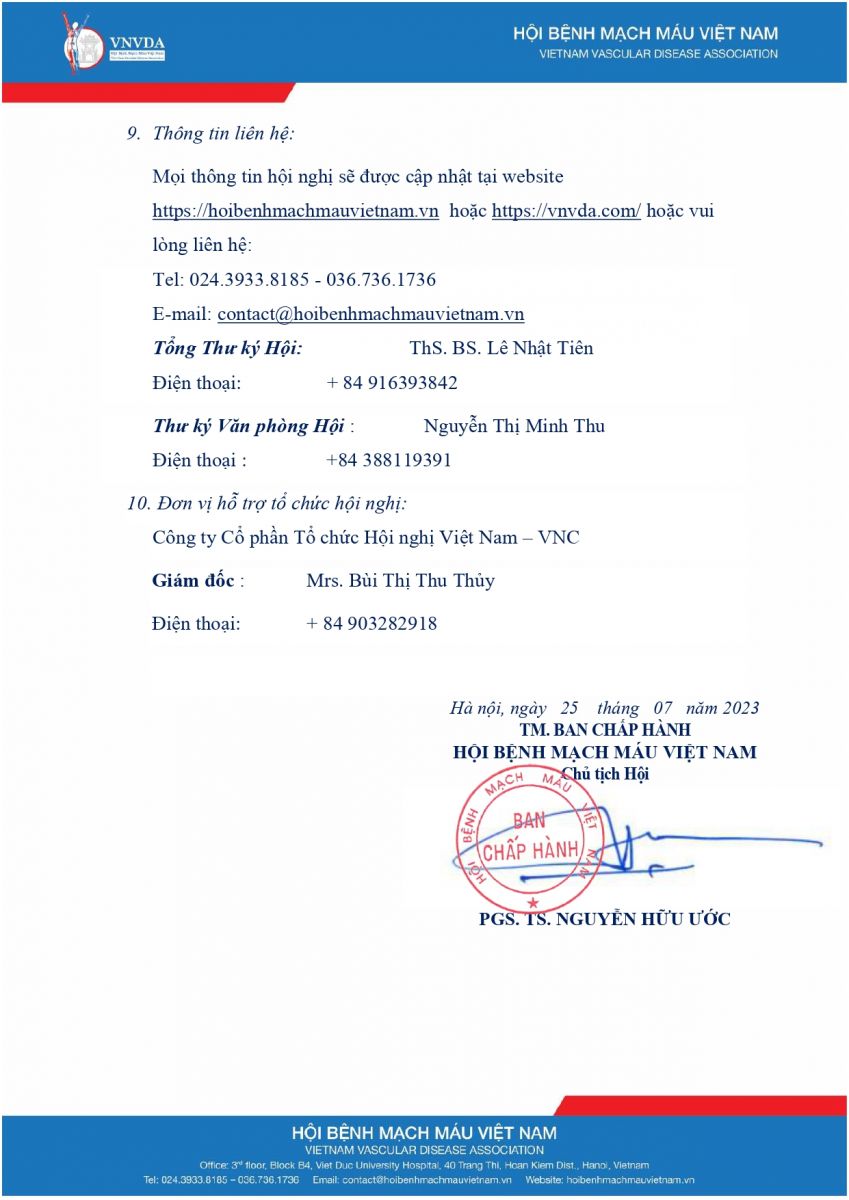 VNVDA
HỘI BỆNH MẠCH MÁU VIỆT NAM
VIETNAM VASCULAR DISEASE ASSOCIATION
9. Thông tin liên hệ:
Mọi thông tin hội nghị sẽ được cập nhật tại website
https://hoibenhmachmauvietnam.vn hoặc https://vnvda.com/ hoặc vui
lòng liên hệ:
Tel: 024.3933.8185 - 036.736.1736
E-mail: contact@hoibenhmachmauvietnam.vn
Tổng Thư ký Hội: ThS. BS. Lê Nhật Tiên
Điện thoại: + 84 916393842
Thư ký Văn phòng Hội : Nguyễn Thị Minh Thu
Điện thoại : +84 388119391
10. Đơn vị hỗ trợ tổ chức hội nghị:
Công ty Cổ phần Tổ chức Hội nghị Việt Nam – VNC
Giám đốc : Mrs. Bùi Thị Thu Thủy
Điện thoại: + 84 903282918
Hà nội, ngày 25 tháng 07 năm 2023
TM. BAN CHẤP HÀNH
HỘI BỆNH MẠCH MÁU VIỆT NAM
Chủ tịch Hội
HỘI BỆNH MẠCH MÁU VIỆT NAM
BAN
CHẤP HÀNH
PGS. TS. NGUYỄN HỮU ƯỚC
HỘI BỆNH MẠCH MÁU VIỆT NAM
VIETNAM VASCULAR DISEASE ASSOCIATION
Office: 3rd floor, Block B4, Viet Duc University Hospital, 40 Trang Thi, Hoan Kiem Dist., Hanoi, Vietnam
Tel: 024.3933.8185 – 036.736.1736 Email: contact@hoibenhmachmauvietnam.vn Website: hoibenhmachmauvietnam.vn